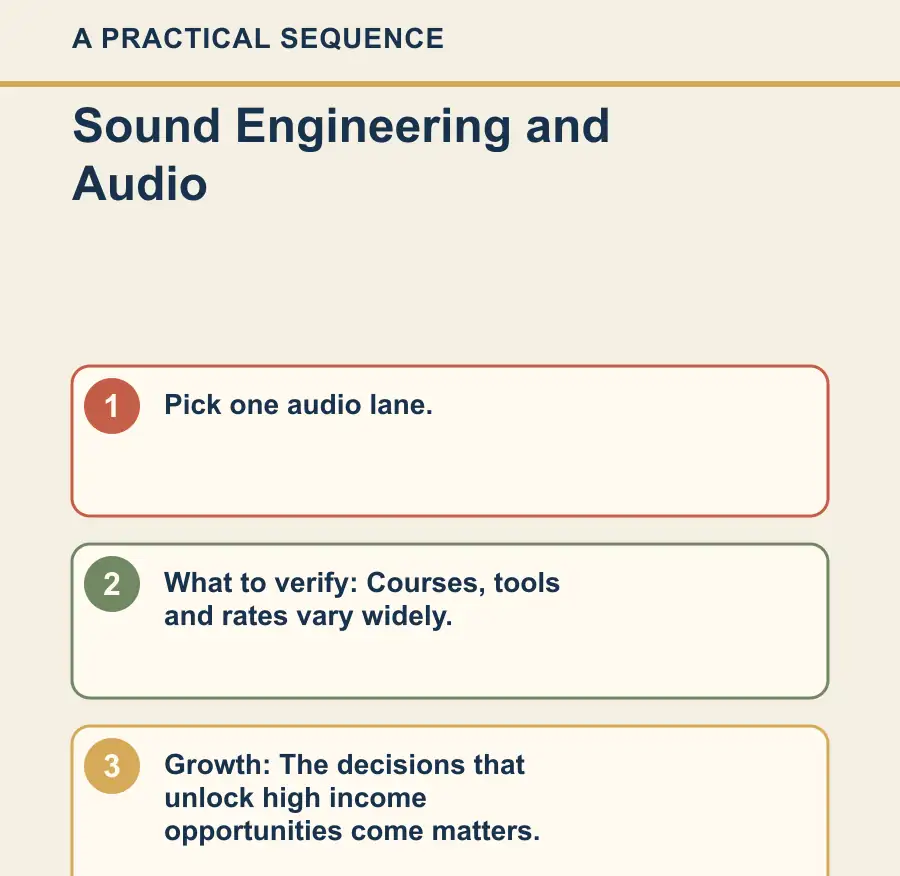 A PRACTICAL SEQUENCE
Sound Engineering and
Audio
1
Pick one audio lane.
2
What to verify: Courses, tools
and rates vary widely.
3
Growth: The decisions that
unlock high income
opportunities come matters.